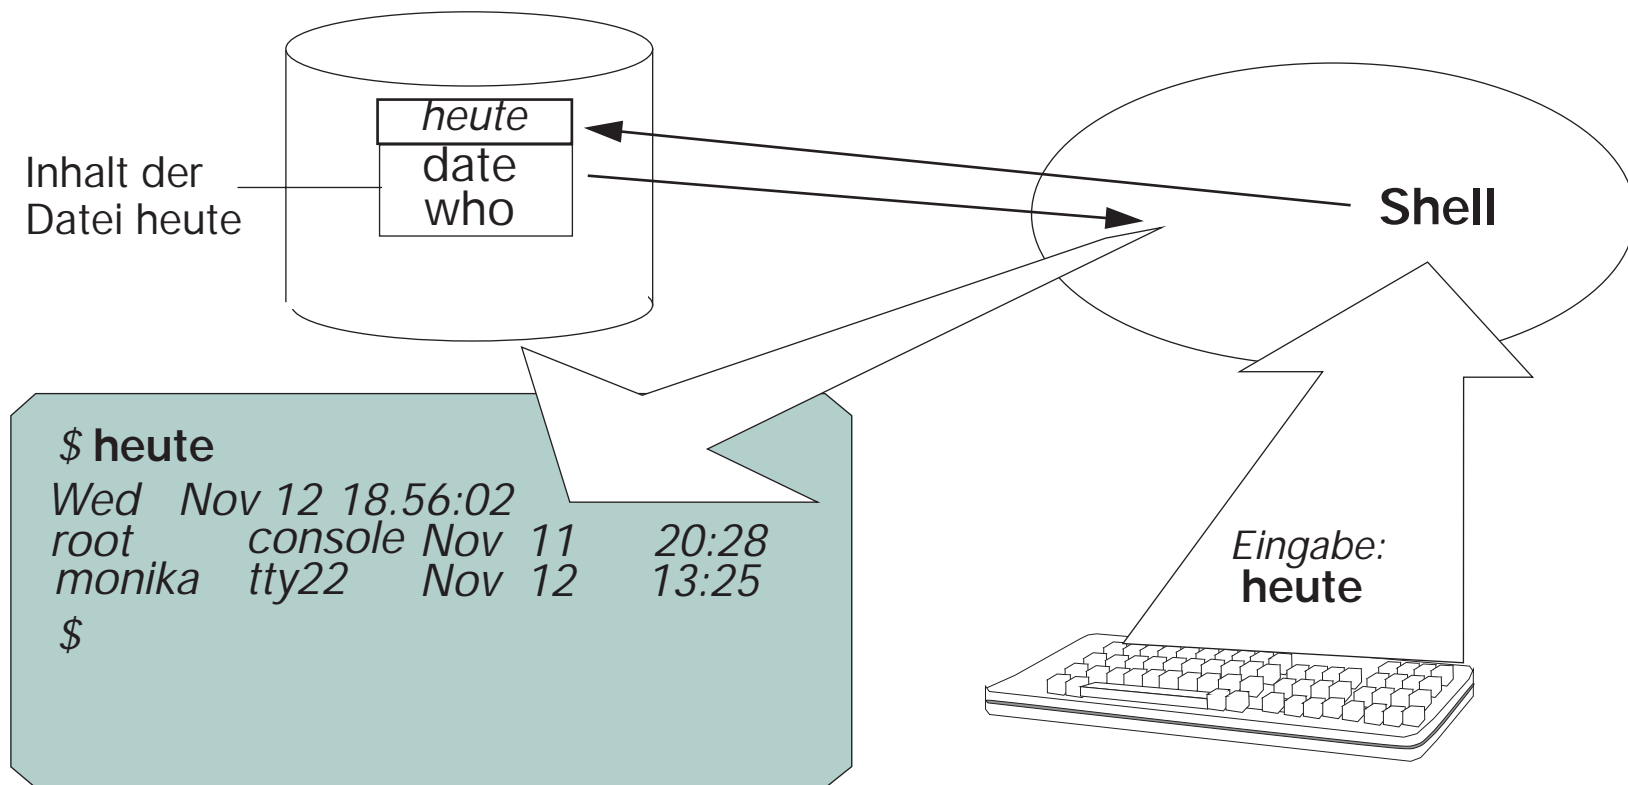 heute
date
who
Inhalt der
Datei heute
Shell
$ heute
Wed Nov 12 18.56:02
root console Nov 11 20:28
monika tty22 Nov 12 13:25
$
Eingabe:
heute